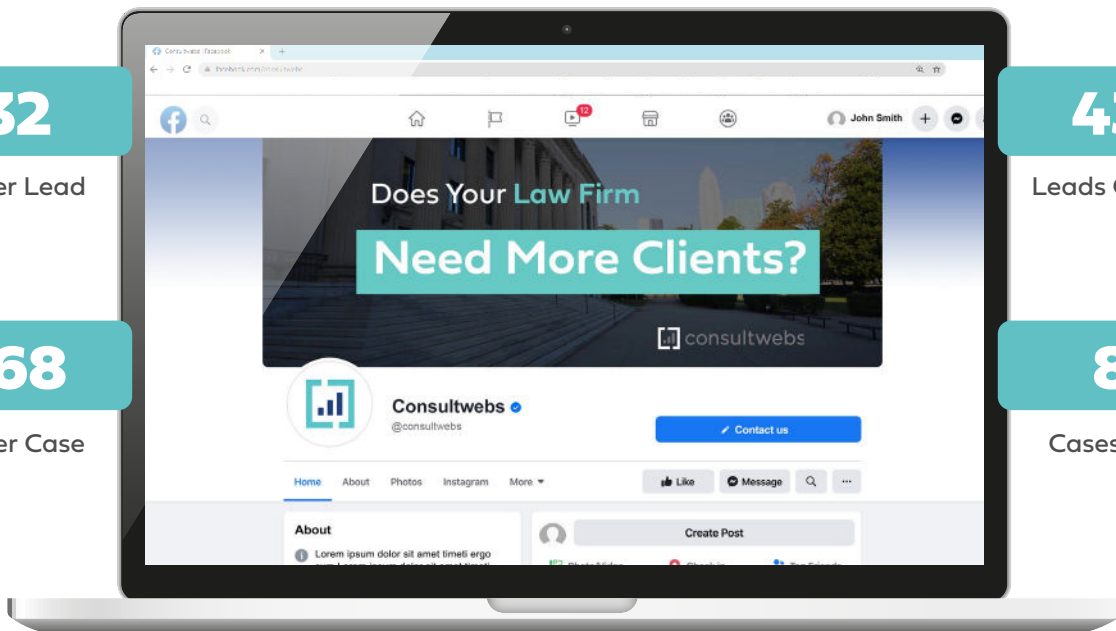 32
er Lead
68
er Case
12
John Smith
Does Your Law Firm
Need More Clients?
consultwebs
Consultwebs
@consultwebs
Contact us
Home About Photos Instagram More
Like Message
About
Create Post
Lorem ipsum dolor sit amet timeti ergo
Leads
8
Cases